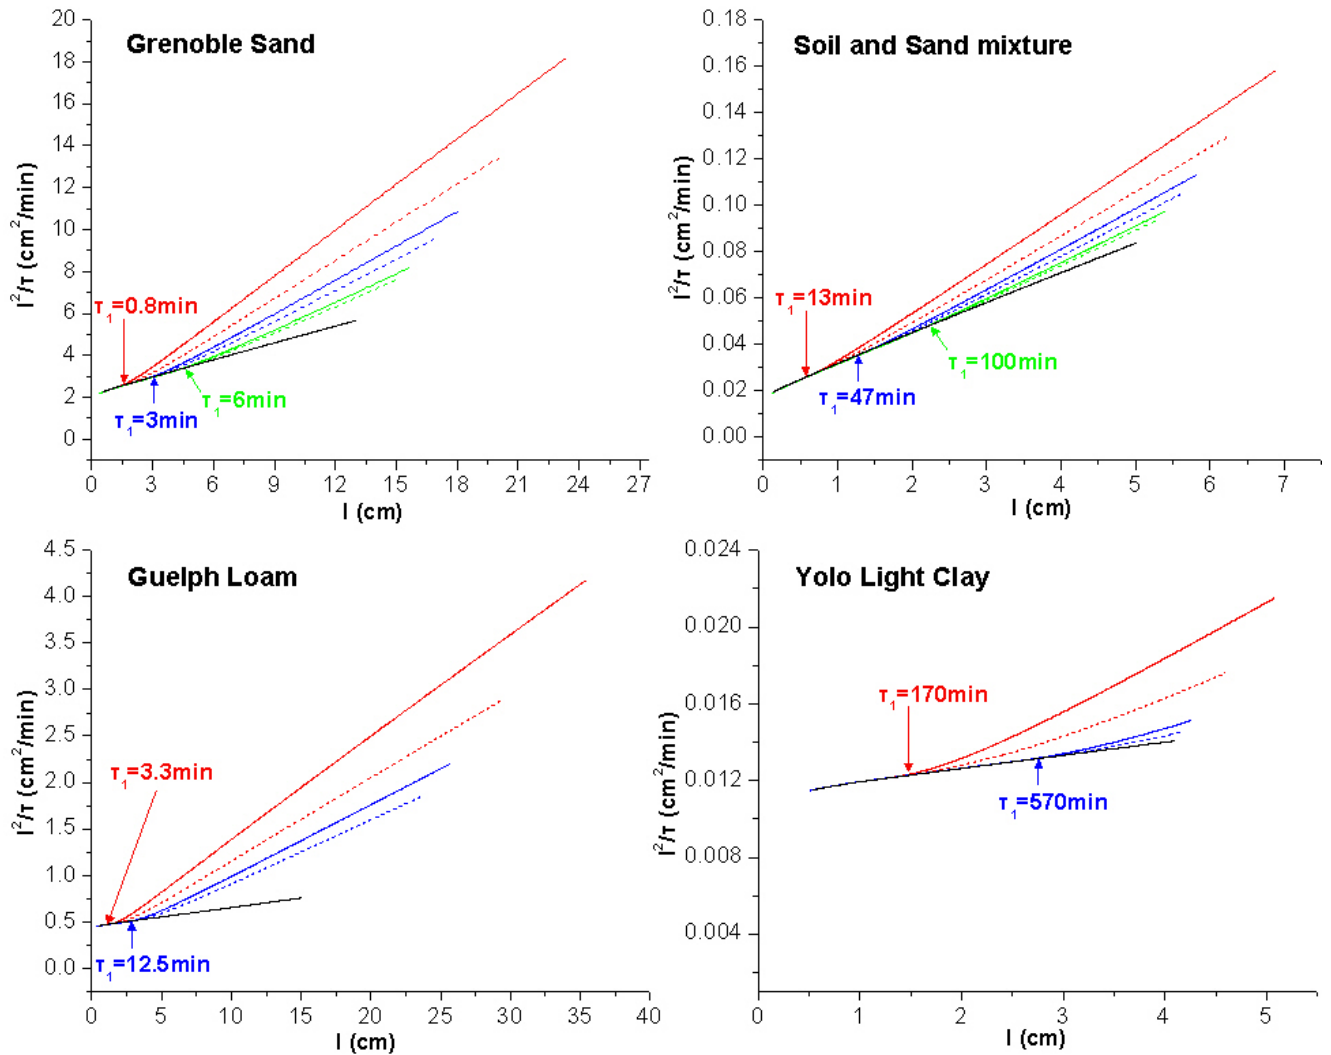 Grenoble Sand
I²/τ (cm²/min)
20
18
16
14
12
10
8
6
4
2
0
τ₁=0.8min
τ₁=3min
τ₁=6min
0 3 6 9 12 15 18 21 24 27
I (cm)
Soil and Sand mixture
I²/τ (cm²/min)
0.18
0.16
0.14
0.12
0.10
0.08
0.06
0.04
0.02
0.00
τ₁=13min
τ₁=100min
τ₁=47min
0 1 2 3 4 5 6 7
I (cm)
Guelph Loam
I²/τ (cm²/min)
4.5
4.0
3.5
3.0
2.5
2.0
1.5
1.0
0.5
0.0
τ₁=3.3min
τ₁=12.5min
0 5 10 15 20 25 30 35 40
I (cm)
Yolo Light Clay
I²/τ (cm²/min)
0.024
0.020
0.016
0.012
0.008
0.004
τ₁=170min
τ₁=570min
0 1 2 3 4 5
I (cm)